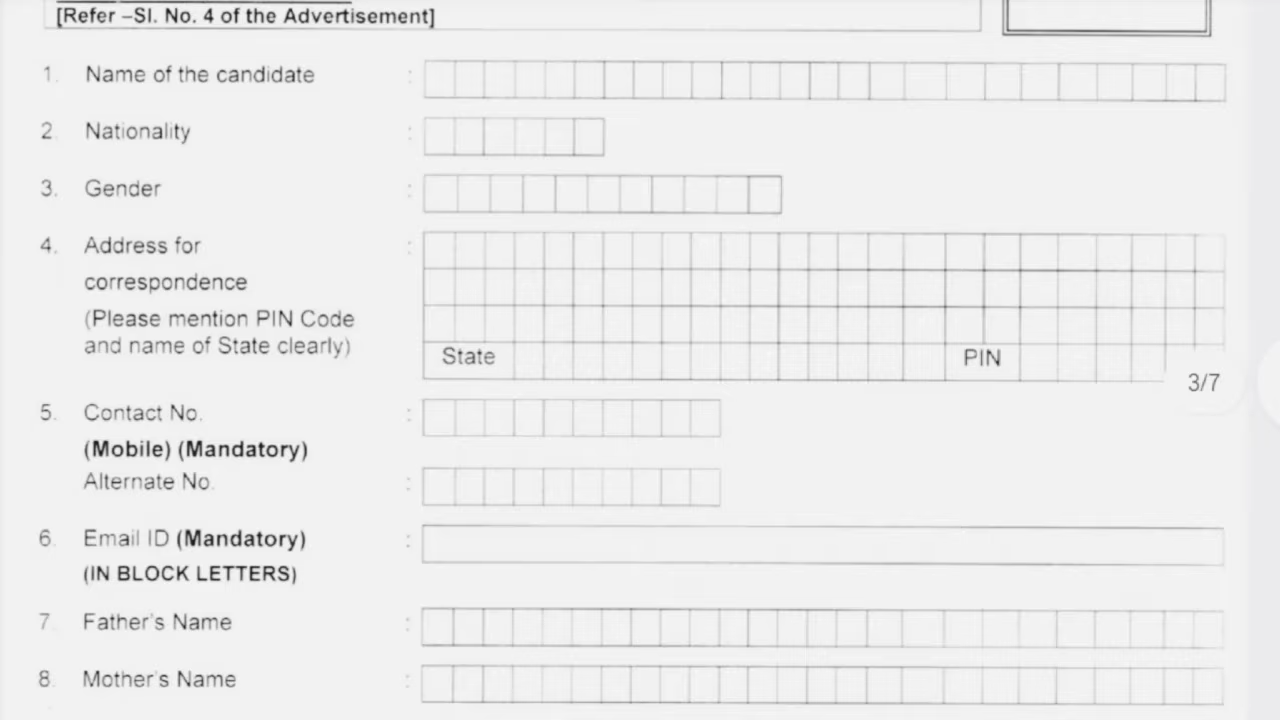 [Refer –Sl. No. 4 of the Advertisement]
1. Name of the candidate :
2. Nationality :
3. Gender :
4. Address for :
correspondence
(Please mention PIN Code
and name of State clearly)
State PIN
3/7
5. Contact No. :
(Mobile) (Mandatory)
Alternate No. :
6. Email ID (Mandatory) :
(IN BLOCK LETTERS)
7. Father's Name :
8. Mother's Name :